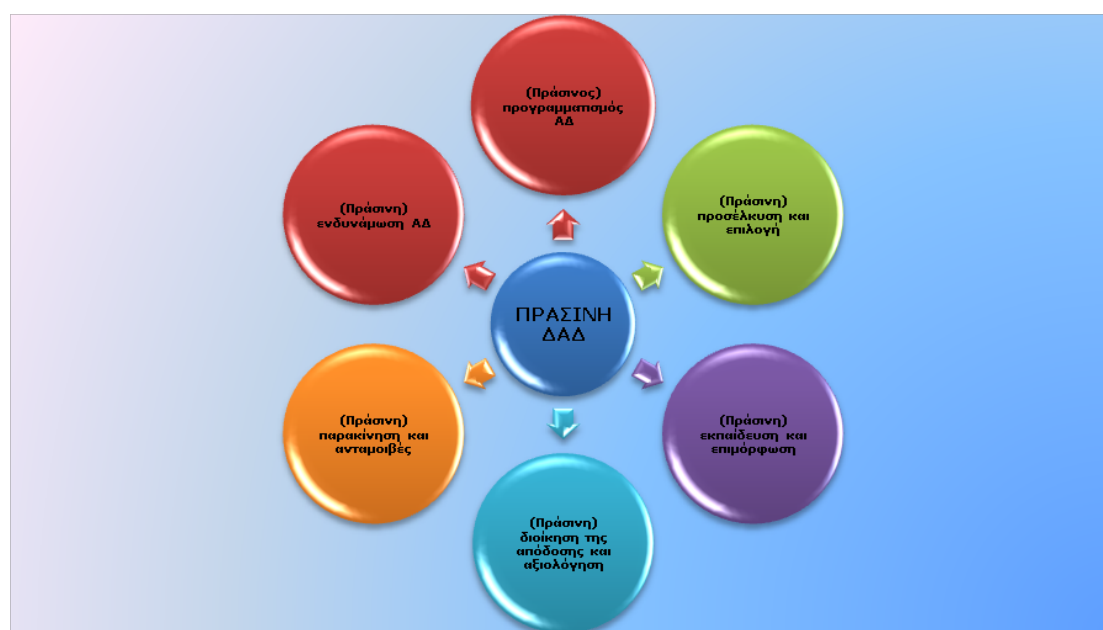 (Πράσινος)
προγραμματισμός
ΑΔ
(Πράσινη)
ενδυνάμωση ΑΔ
(Πράσινη)
προσέλκυση και
επιλογή
ΠΡΑΣΙΝΗ
ΔΑΔ
(Πράσινη)
παρακίνηση και
ανταμοιβές
(Πράσινη)
εκπαίδευση και
επιμόρφωση
(Πράσινη)
διοίκηση της
απόδοσης και
αξιολόγηση